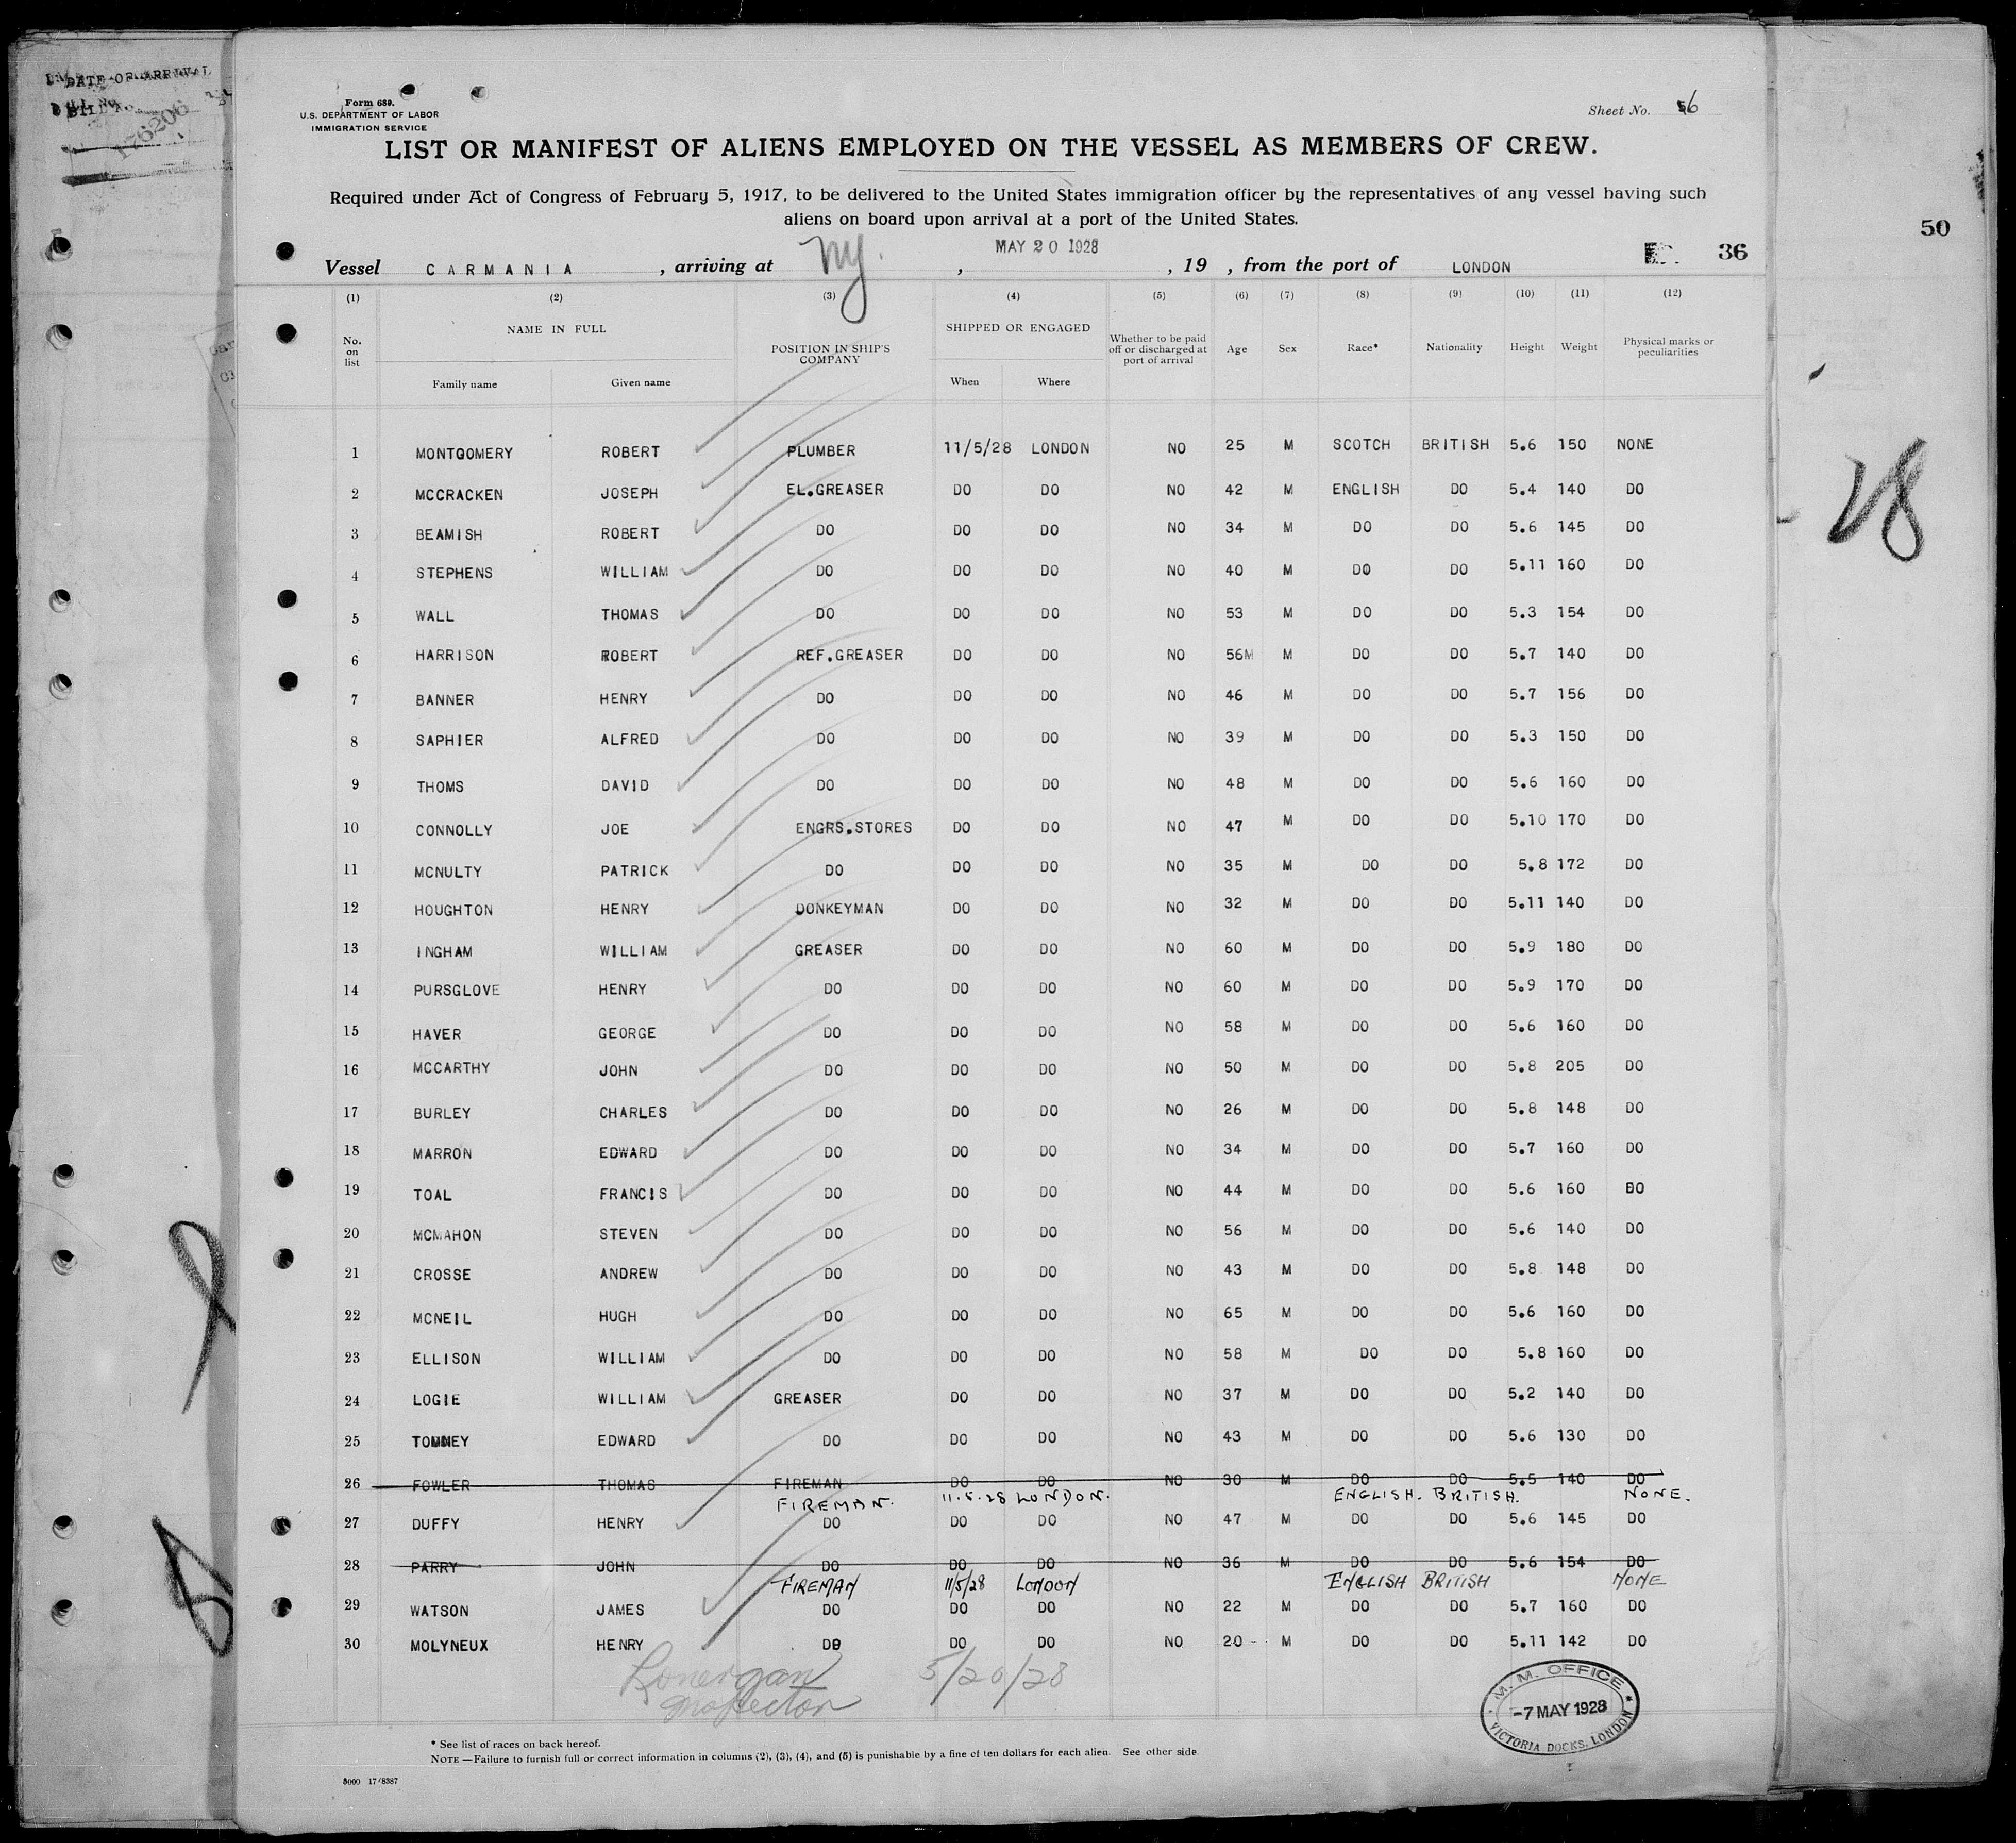 DATE OF ARRIVAL
176206
Form 689.
U.S. DEPARTMENT OF LABOR
IMMIGRATION SERVICE
Sheet No. 6
LIST OR MANIFEST OF ALIENS EMPLOYED ON THE VESSEL AS MEMBERS OF CREW.
Required under Act of Congress of February 5, 1917, to be delivered to the United States immigration officer by the representatives of any vessel having such
aliens on board upon arrival at a port of the United States.
50
36
Vessel CARMANIA, arriving at NY., MAY 20 1928, 19 , from the port of LONDON
(1) (2) (3) (4) (5) (6) (7) (8) (9) (10) (11) (12)
No. on list NAME IN FULL Family name Given name POSITION IN SHIP'S COMPANY SHIPPED OR ENGAGED When Where Whether to be paid off or discharged at port of arrival Age Sex Race* Nationality Height Weight Physical marks or peculiarities
1 MONTGOMERY ROBERT PLUMBER 11/5/28 LONDON NO 25 M SCOTCH BRITISH 5.6 150 NONE
2 MCCRACKEN JOSEPH EL.GREASER DO DO NO 42 M ENGLISH DO 5.4 140 DO
3 BEAMISH ROBERT DO DO DO NO 34 M DO DO 5.6 145 DO
28
4 STEPHENS WILLIAM DO DO DO NO 40 M DO DO 5.11 160 DO
5 WALL THOMAS DO DO DO NO 53 M DO DO 5.3 154 DO
6 HARRISON ROBERT REF.GREASER DO DO NO 56M M DO DO 5.7 140 DO
7 BANNER HENRY DO DO DO NO 46 M DO DO 5.7 156 DO
8 SAPHIER ALFRED DO DO DO NO 39 M DO DO 5.3 150 DO
9 THOMS DAVID DO DO DO NO 48 M DO DO 5.6 160 DO
10 CONNOLLY JOE ENGRS.STORES DO DO NO 47 M DO DO 5.10 170 DO
11 MCNULTY PATRICK DO DO DO NO 35 M DO DO 5.8 172 DO
12 HOUGHTON HENRY DONKEYMAN DO DO NO 32 M DO DO 5.11 140 DO
13 INGHAM WILLIAM GREASER DO DO NO 60 M DO DO 5.9 180 DO
14 PURSGLOVE HENRY DO DO DO NO 60 M DO DO 5.9 170 DO
15 HAVER GEORGE DO DO DO NO 58 M DO DO 5.6 160 DO
16 MCCARTHY JOHN DO DO DO NO 50 M DO DO 5.8 205 DO
17 BURLEY CHARLES DO DO DO NO 26 M DO DO 5.8 148 DO
18 MARRON EDWARD DO DO DO NO 34 M DO DO 5.7 160 DO
19 TOAL FRANCIS DO DO DO NO 44 M DO DO 5.6 160 BO
20 MCMAHON STEVEN DO DO DO NO 56 M DO DO 5.6 140 DO
21 CROSSE ANDREW DO DO DO NO 43 M DO DO 5.8 148 DO
22 MCNEIL HUGH DO DO DO NO 65 M DO DO 5.6 160 DO
23 ELLISON WILLIAM DO DO DO NO 58 M DO DO 5.8 160 DO
24 LOGIE WILLIAM GREASER DO DO NO 37 M DO DO 5.2 140 DO
25 TOMNEY EDWARD DO DO DO NO 43 M DO DO 5.6 130 DO
26 FOWLER THOMAS FIREMAN DO DO NO 30 M DO DO 5.5 140 DO
FIREMAN. 11.5.28 LONDON. ENGLISH. BRITISH. NONE.
27 DUFFY HENRY DO DO DO NO 47 M DO DO 5.6 145 DO
28 PARRY JOHN DO DO DO NO 36 M DO DO 5.6 154 DO
FIREMAN 11/5/28 LONDON ENGLISH BRITISH NONE
29 WATSON JAMES DO DO DO NO 22 M DO DO 5.7 160 DO
30 MOLYNEUX HENRY DO DO DO NO 20 M DO DO 5.11 142 DO
Lonergan 5/20/28
Inspector
M. M. OFFICE
-7 MAY 1928
VICTORIA DOCKS, LONDON
* See list of races on back hereof.
NOTE.—Failure to furnish full or correct information in columns (2), (3), (4), and (5) is punishable by a fine of ten dollars for each alien. See other side
5000 17/8387